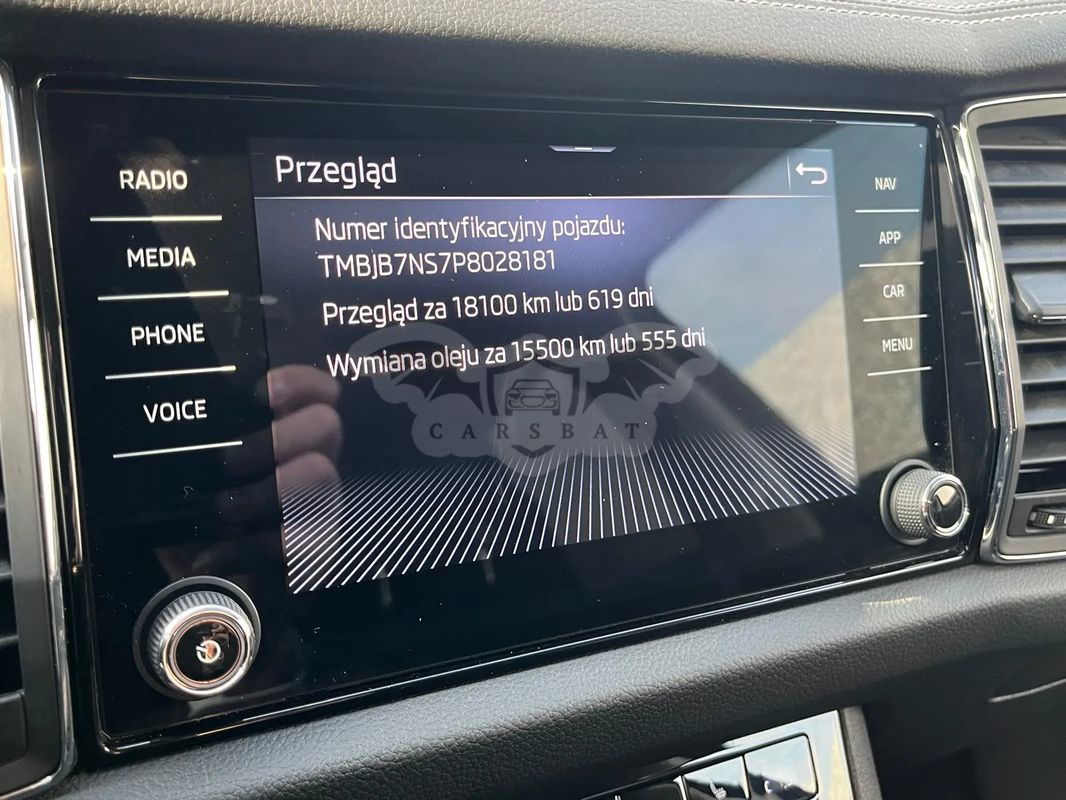 Przegląd
RADIO
MEDIA
PHONE
VOICE
Numer identyfikacyjny pojazdu:
TMBJB7NS7P8028181
Przegląd za 18100 km lub 619 dni
Wymiana oleju za 15500 km lub 555 dni
CARSBAT
NAV
APP
CAR
MENU